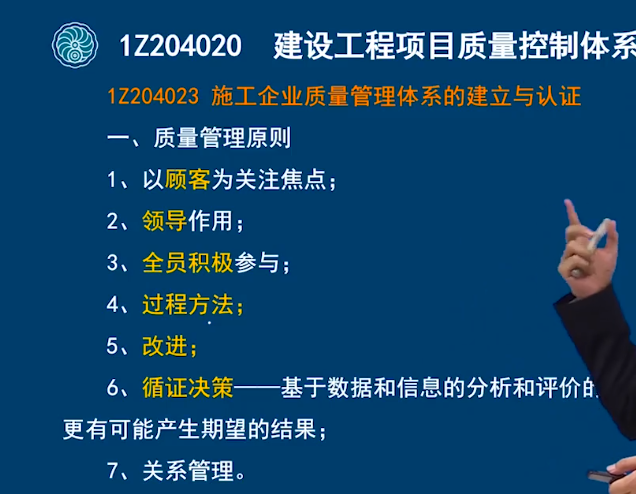 1Z204020 建设工程项目质量控制体系
1Z204023 施工企业质量管理体系的建立与认证
一、质量管理原则
1、以顾客为关注焦点；
2、领导作用；
3、全员积极参与；
4、过程方法；
5、改进；
6、循证决策——基于数据和信息的分析和评价的
更有可能产生期望的结果；
7、关系管理。